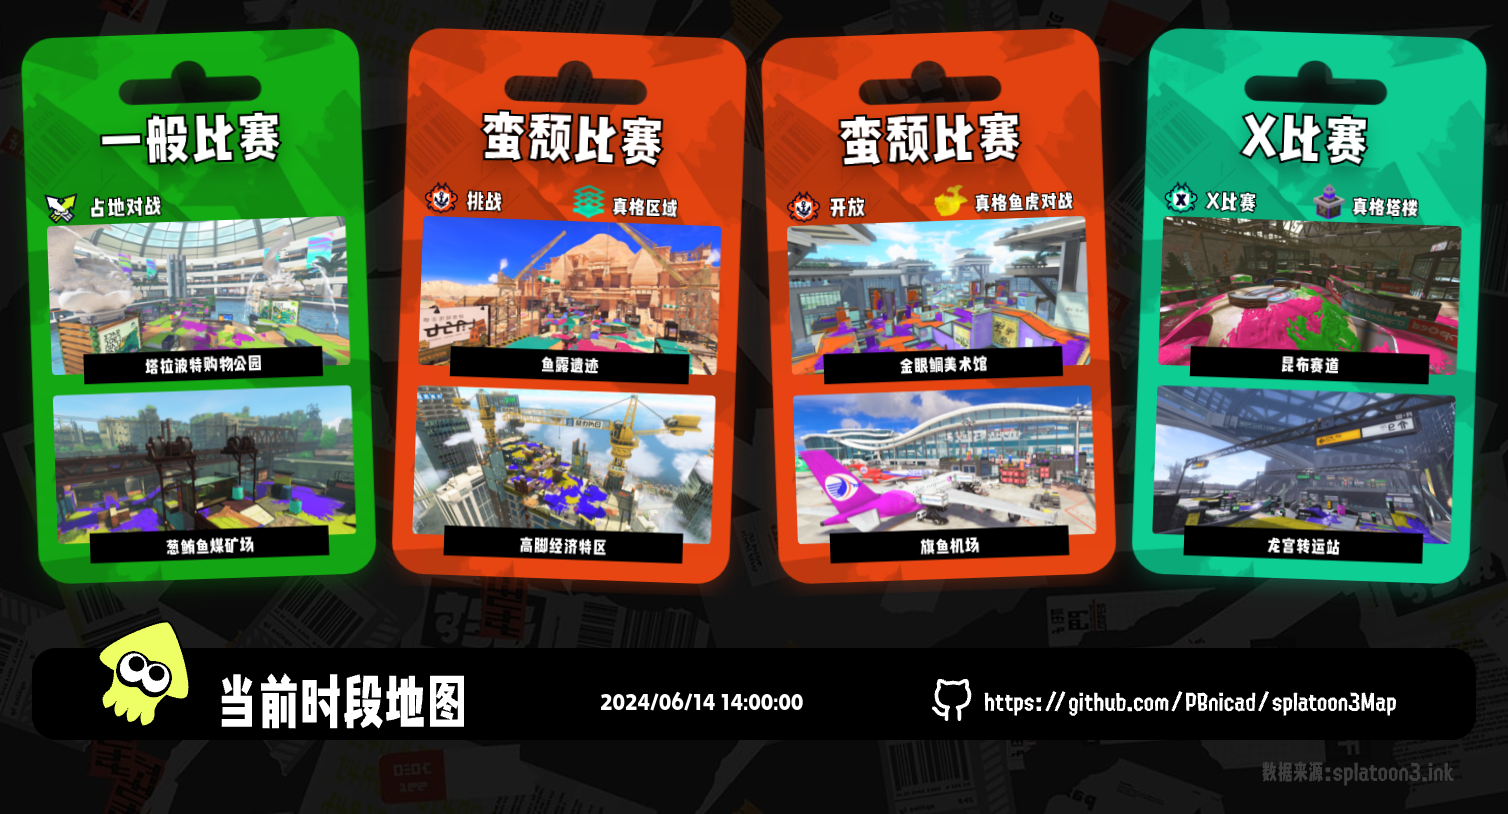 一般比赛
占地对战
塔拉波特购物公园
葱鲔鱼煤矿场
蛮颓比赛
挑战
真格区域
鱼露遗迹
高脚经济特区
蛮颓比赛
开放
真格鱼虎对战
金眼鲷美术馆
旗鱼机场
X比赛
X比赛
真格塔楼
昆布赛道
龙宫转运站
当前时段地图
2024/06/14 14:00:00
https://github.com/PBnicad/splatoon3Map
数据来源:splatoon3.ink